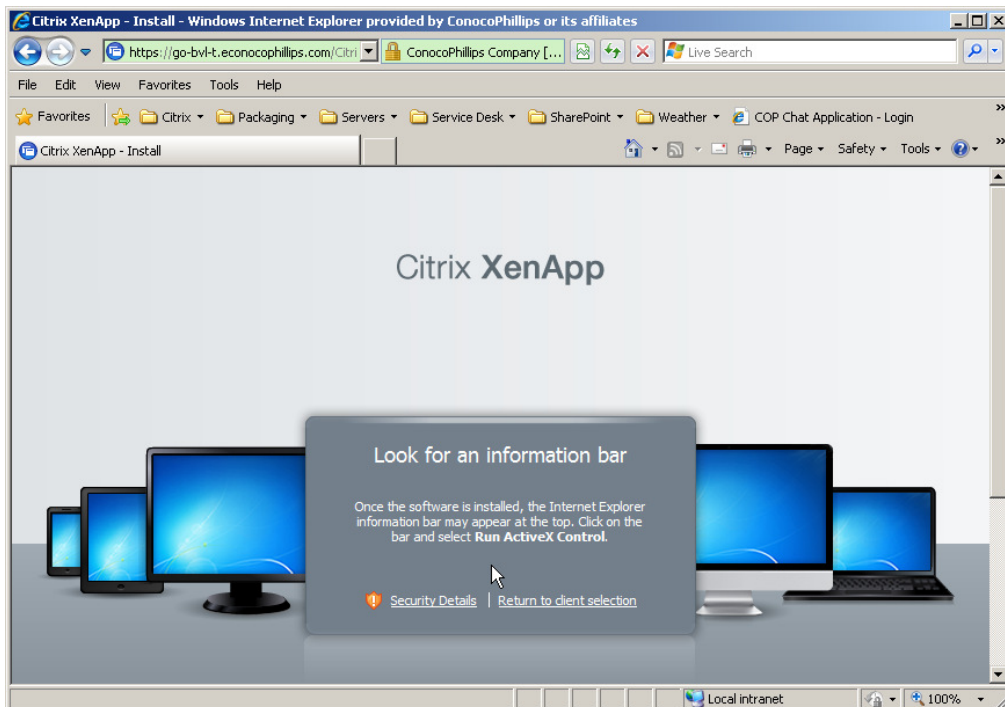 Citrix XenApp - Install - Windows Internet Explorer provided by ConocoPhillips or its affiliates
https://go-bvl-t.econocophillips.com/Citri ConocoPhillips Company [... Live Search
File Edit View Favorites Tools Help
Favorites Citrix Packaging Servers Service Desk SharePoint Weather COP Chat Application - Login
Citrix XenApp - Install Page Safety Tools
Citrix XenApp
Look for an information bar
Once the software is installed, the Internet Explorer
information bar may appear at the top. Click on the
bar and select Run ActiveX Control.
Security Details | Return to client selection
Local intranet 100%